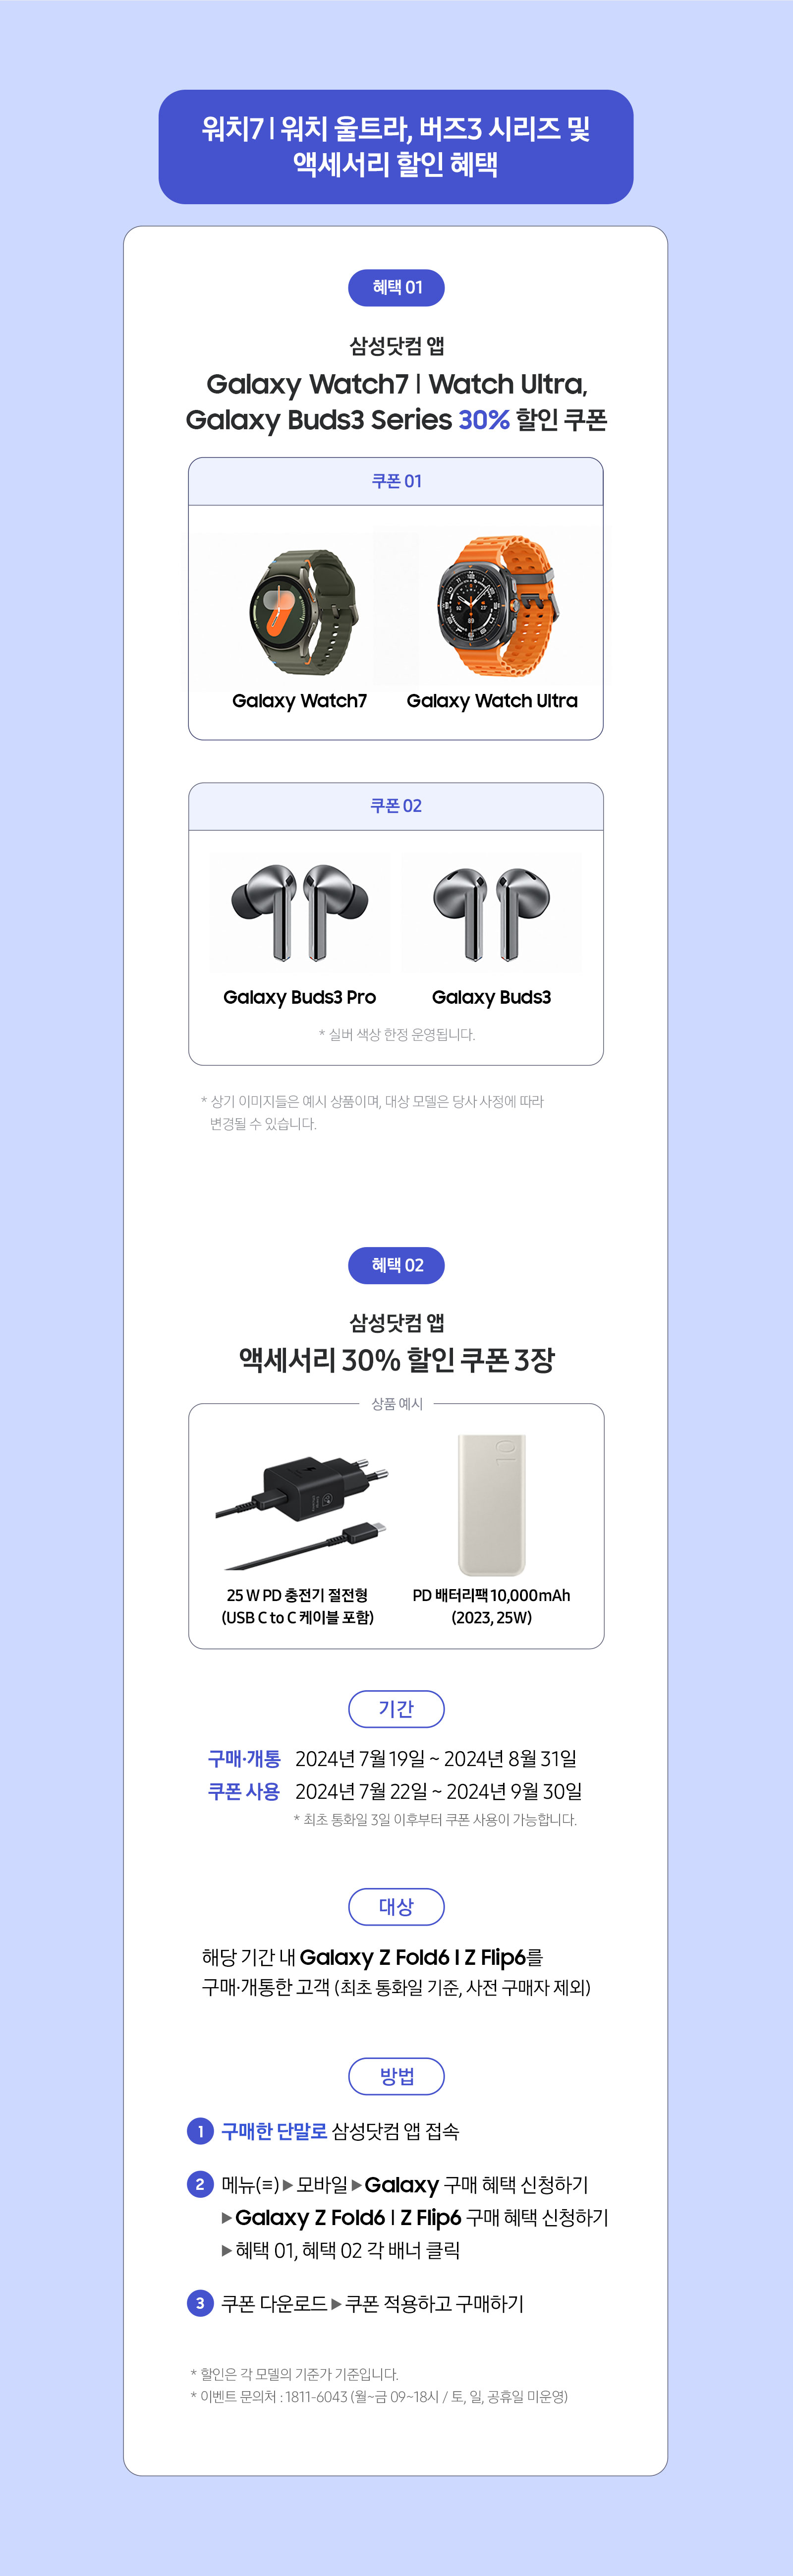 워치7 | 워치 울트라, 버즈3 시리즈 및
액세서리 할인 혜택
혜택 01
삼성닷컴 앱
Galaxy Watch7 | Watch Ultra,
Galaxy Buds3 Series 30% 할인 쿠폰
쿠폰 01
Galaxy Watch7
Galaxy Watch Ultra
쿠폰 02
Galaxy Buds3 Pro
Galaxy Buds3
* 실버 색상 한정 운영됩니다.
* 상기 이미지들은 예시 상품이며, 대상 모델은 당사 사정에 따라
변경될 수 있습니다.
혜택 02
삼성닷컴 앱
액세서리 30% 할인 쿠폰 3장
상품 예시
10
25 W PD 충전기 절전형
(USB C to C 케이블 포함)
PD 배터리팩 10,000mAh
(2023, 25W)
기간
구매·개통 2024년 7월 19일 ~ 2024년 8월 31일
쿠폰 사용 2024년 7월 22일 ~ 2024년 9월 30일
* 최초 통화일 3일 이후부터 쿠폰 사용이 가능합니다.
대상
해당 기간 내 Galaxy Z Fold6 | Z Flip6를
구매·개통한 고객 (최초 통화일 기준, 사전 구매자 제외)
방법
1 구매한 단말로 삼성닷컴 앱 접속
2 메뉴(≡) ▶ 모바일 ▶ Galaxy 구매 혜택 신청하기
▶ Galaxy Z Fold6 | Z Flip6 구매 혜택 신청하기
▶ 혜택 01, 혜택 02 각 배너 클릭
3 쿠폰 다운로드 ▶ 쿠폰 적용하고 구매하기
* 할인은 각 모델의 기준가 기준입니다.
* 이벤트 문의처 : 1811-6043 (월~금 09~18시 / 토, 일, 공휴일 미운영)